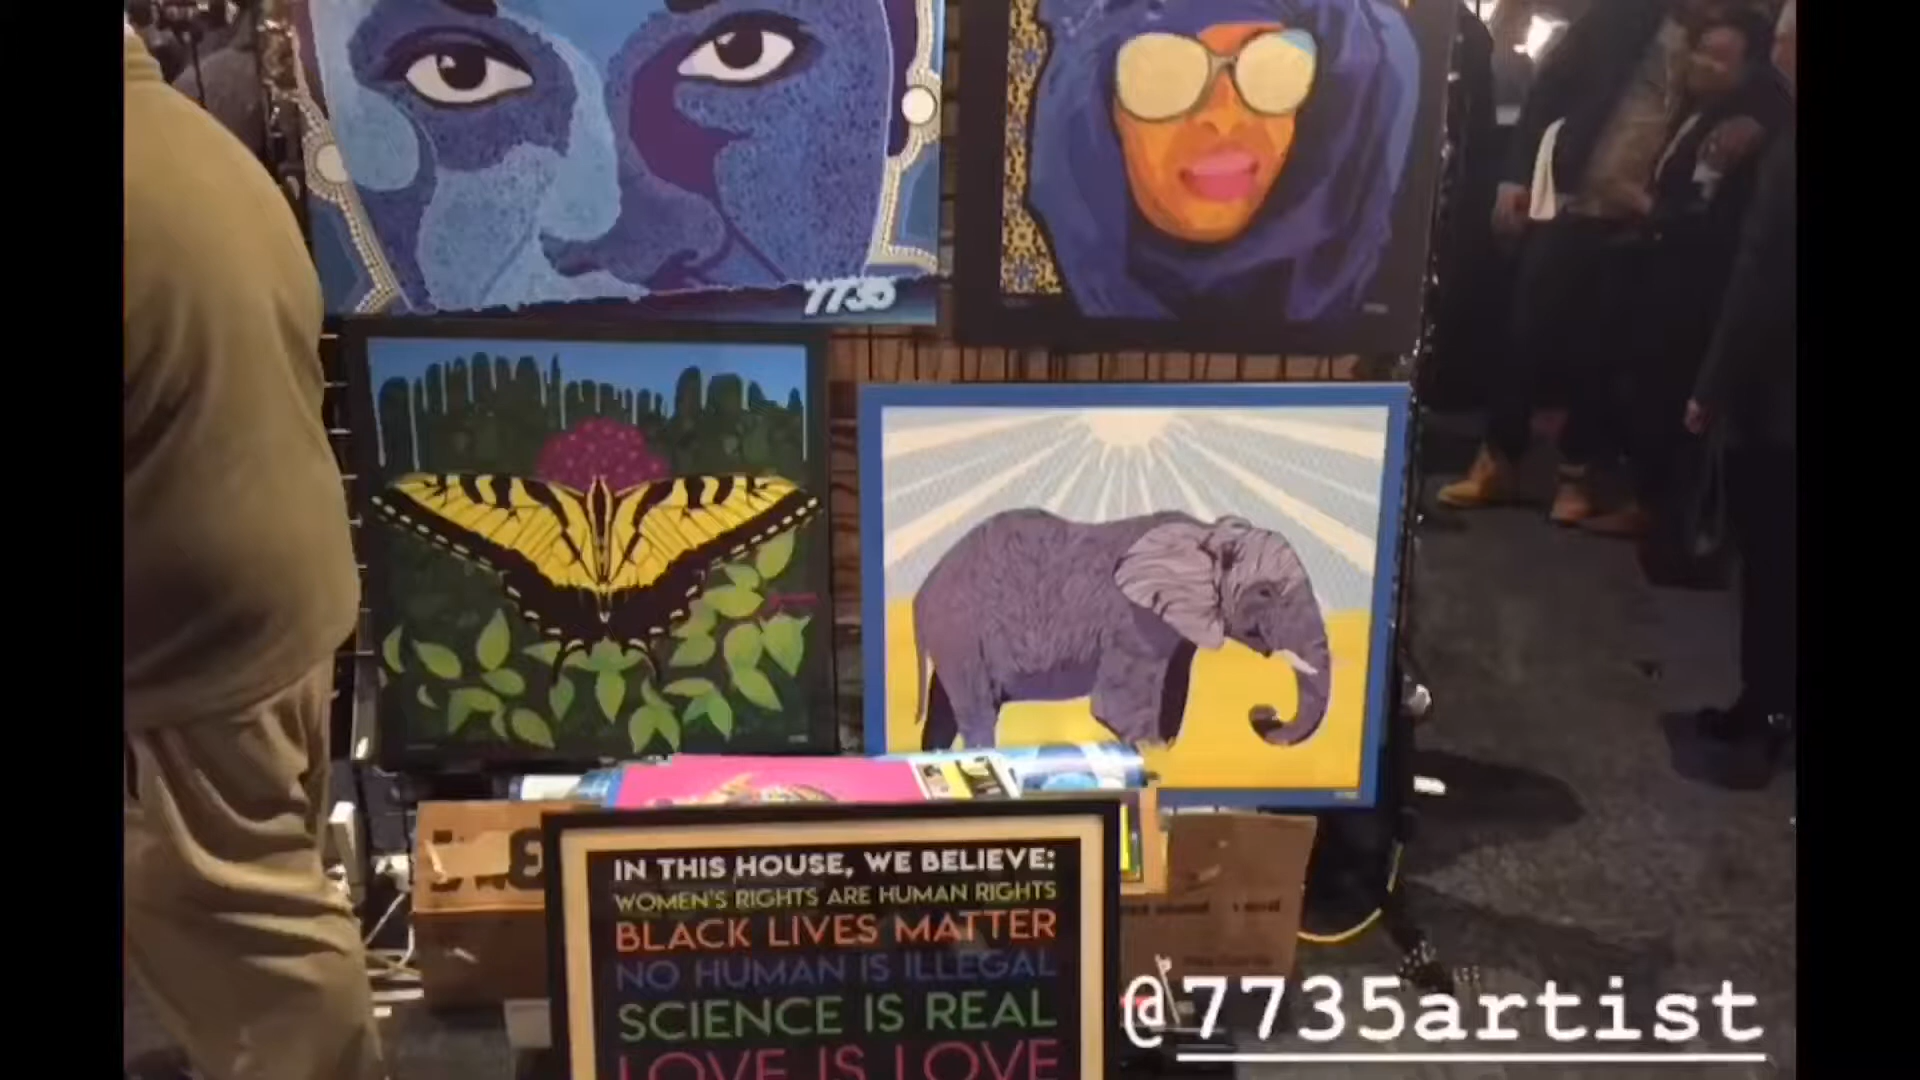 7735
IN THIS HOUSE, WE BELIEVE:
WOMEN'S RIGHTS ARE HUMAN RIGHTS
BLACK LIVES MATTER
NO HUMAN IS ILLEGAL
SCIENCE IS REAL
LOVE IS LOVE
@7735artist